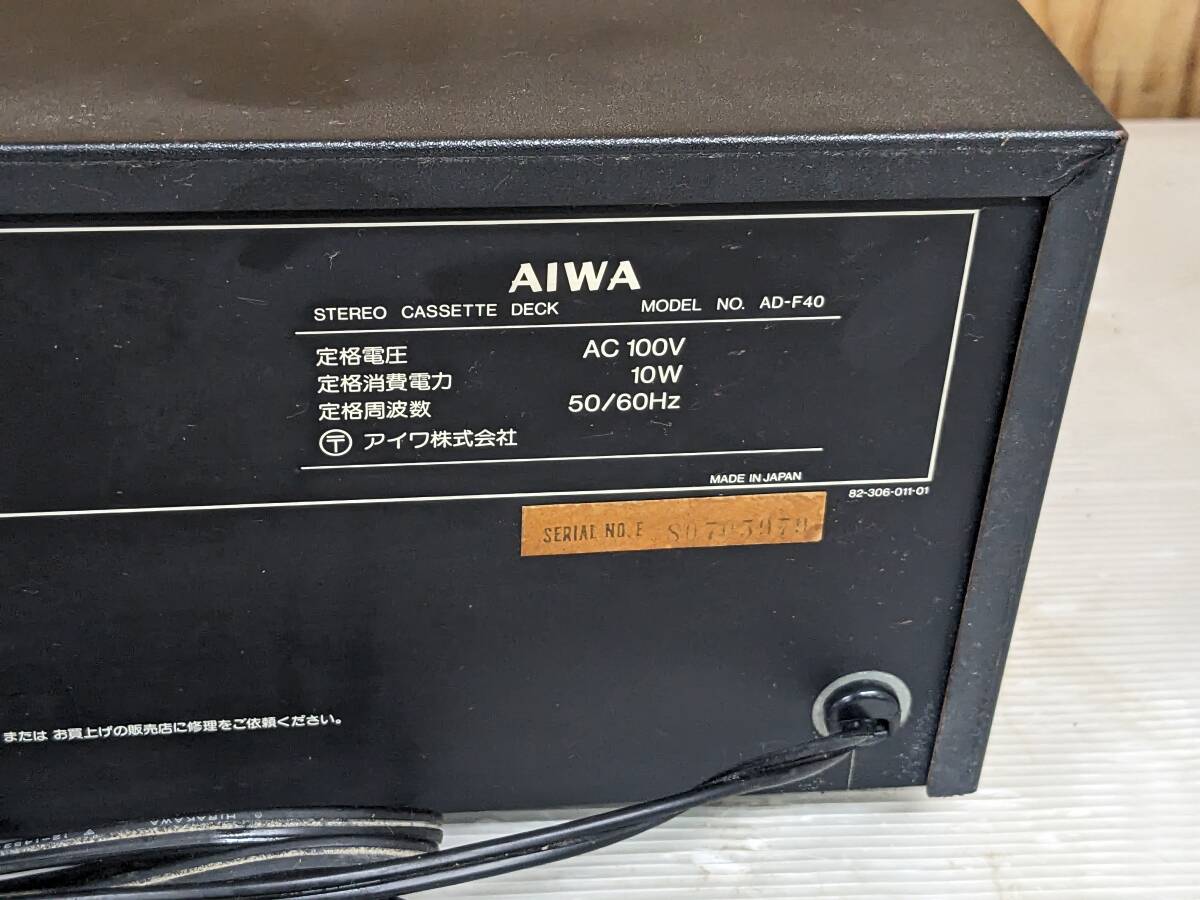 AIWA
STEREO CASSETTE DECK MODEL NO. AD-F40
定格電圧 AC 100V
定格消費電力 10W
定格周波数 50/60Hz
〒 アイワ株式会社
MADE IN JAPAN
82-306-011-01
SERIAL NO. E
または お買上げの販売店に修理をご依頼ください。
HIRAKAWA